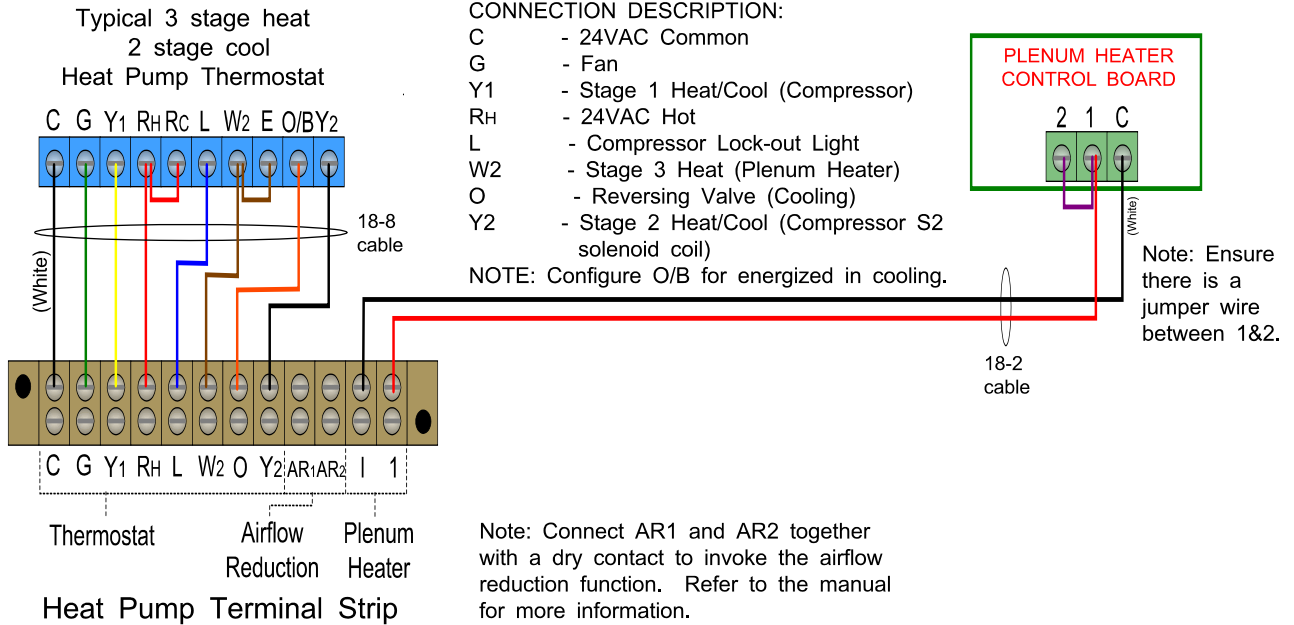 Typical 3 stage heat
2 stage cool
Heat Pump Thermostat
C G Y1 RH RC L W2 E O/B Y2
18-8
cable
(White)
C G Y1 RH L W2 O Y2 AR1 AR2 I 1
Thermostat
Airflow
Reduction
Plenum
Heater
Heat Pump Terminal Strip
CONNECTION DESCRIPTION:
C - 24VAC Common
G - Fan
Y1 - Stage 1 Heat/Cool (Compressor)
RH - 24VAC Hot
L - Compressor Lock-out Light
W2 - Stage 3 Heat (Plenum Heater)
O - Reversing Valve (Cooling)
Y2 - Stage 2 Heat/Cool (Compressor S2
solenoid coil)
NOTE: Configure O/B for energized in cooling.
PLENUM HEATER
CONTROL BOARD
2 1 C
(White)
Note: Ensure
there is a
jumper wire
between 1&2.
18-2
cable
Note: Connect AR1 and AR2 together
with a dry contact to invoke the airflow
reduction function. Refer to the manual
for more information.